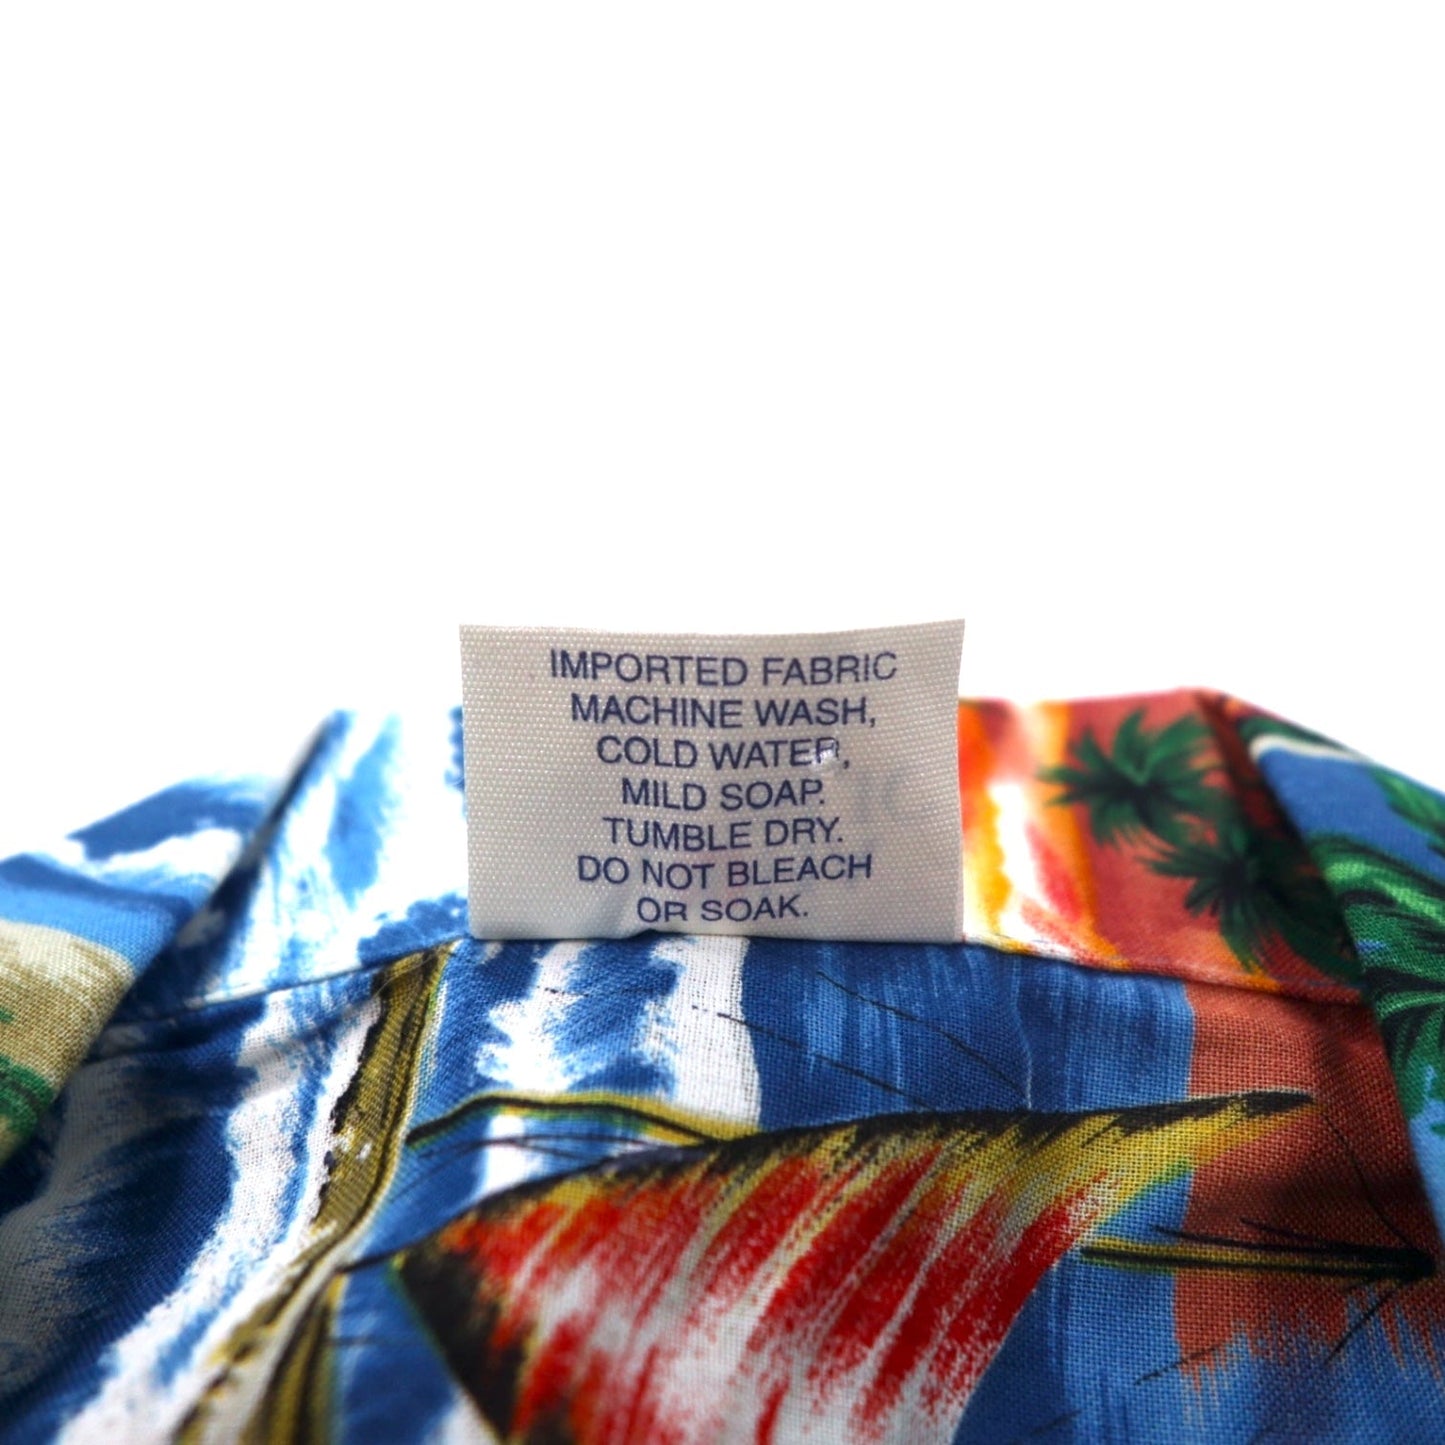 IMPORTED FABRIC
MACHINE WASH,
COLD WATER,
MILD SOAP.
TUMBLE DRY.
DO NOT BLEACH
OR SOAK.